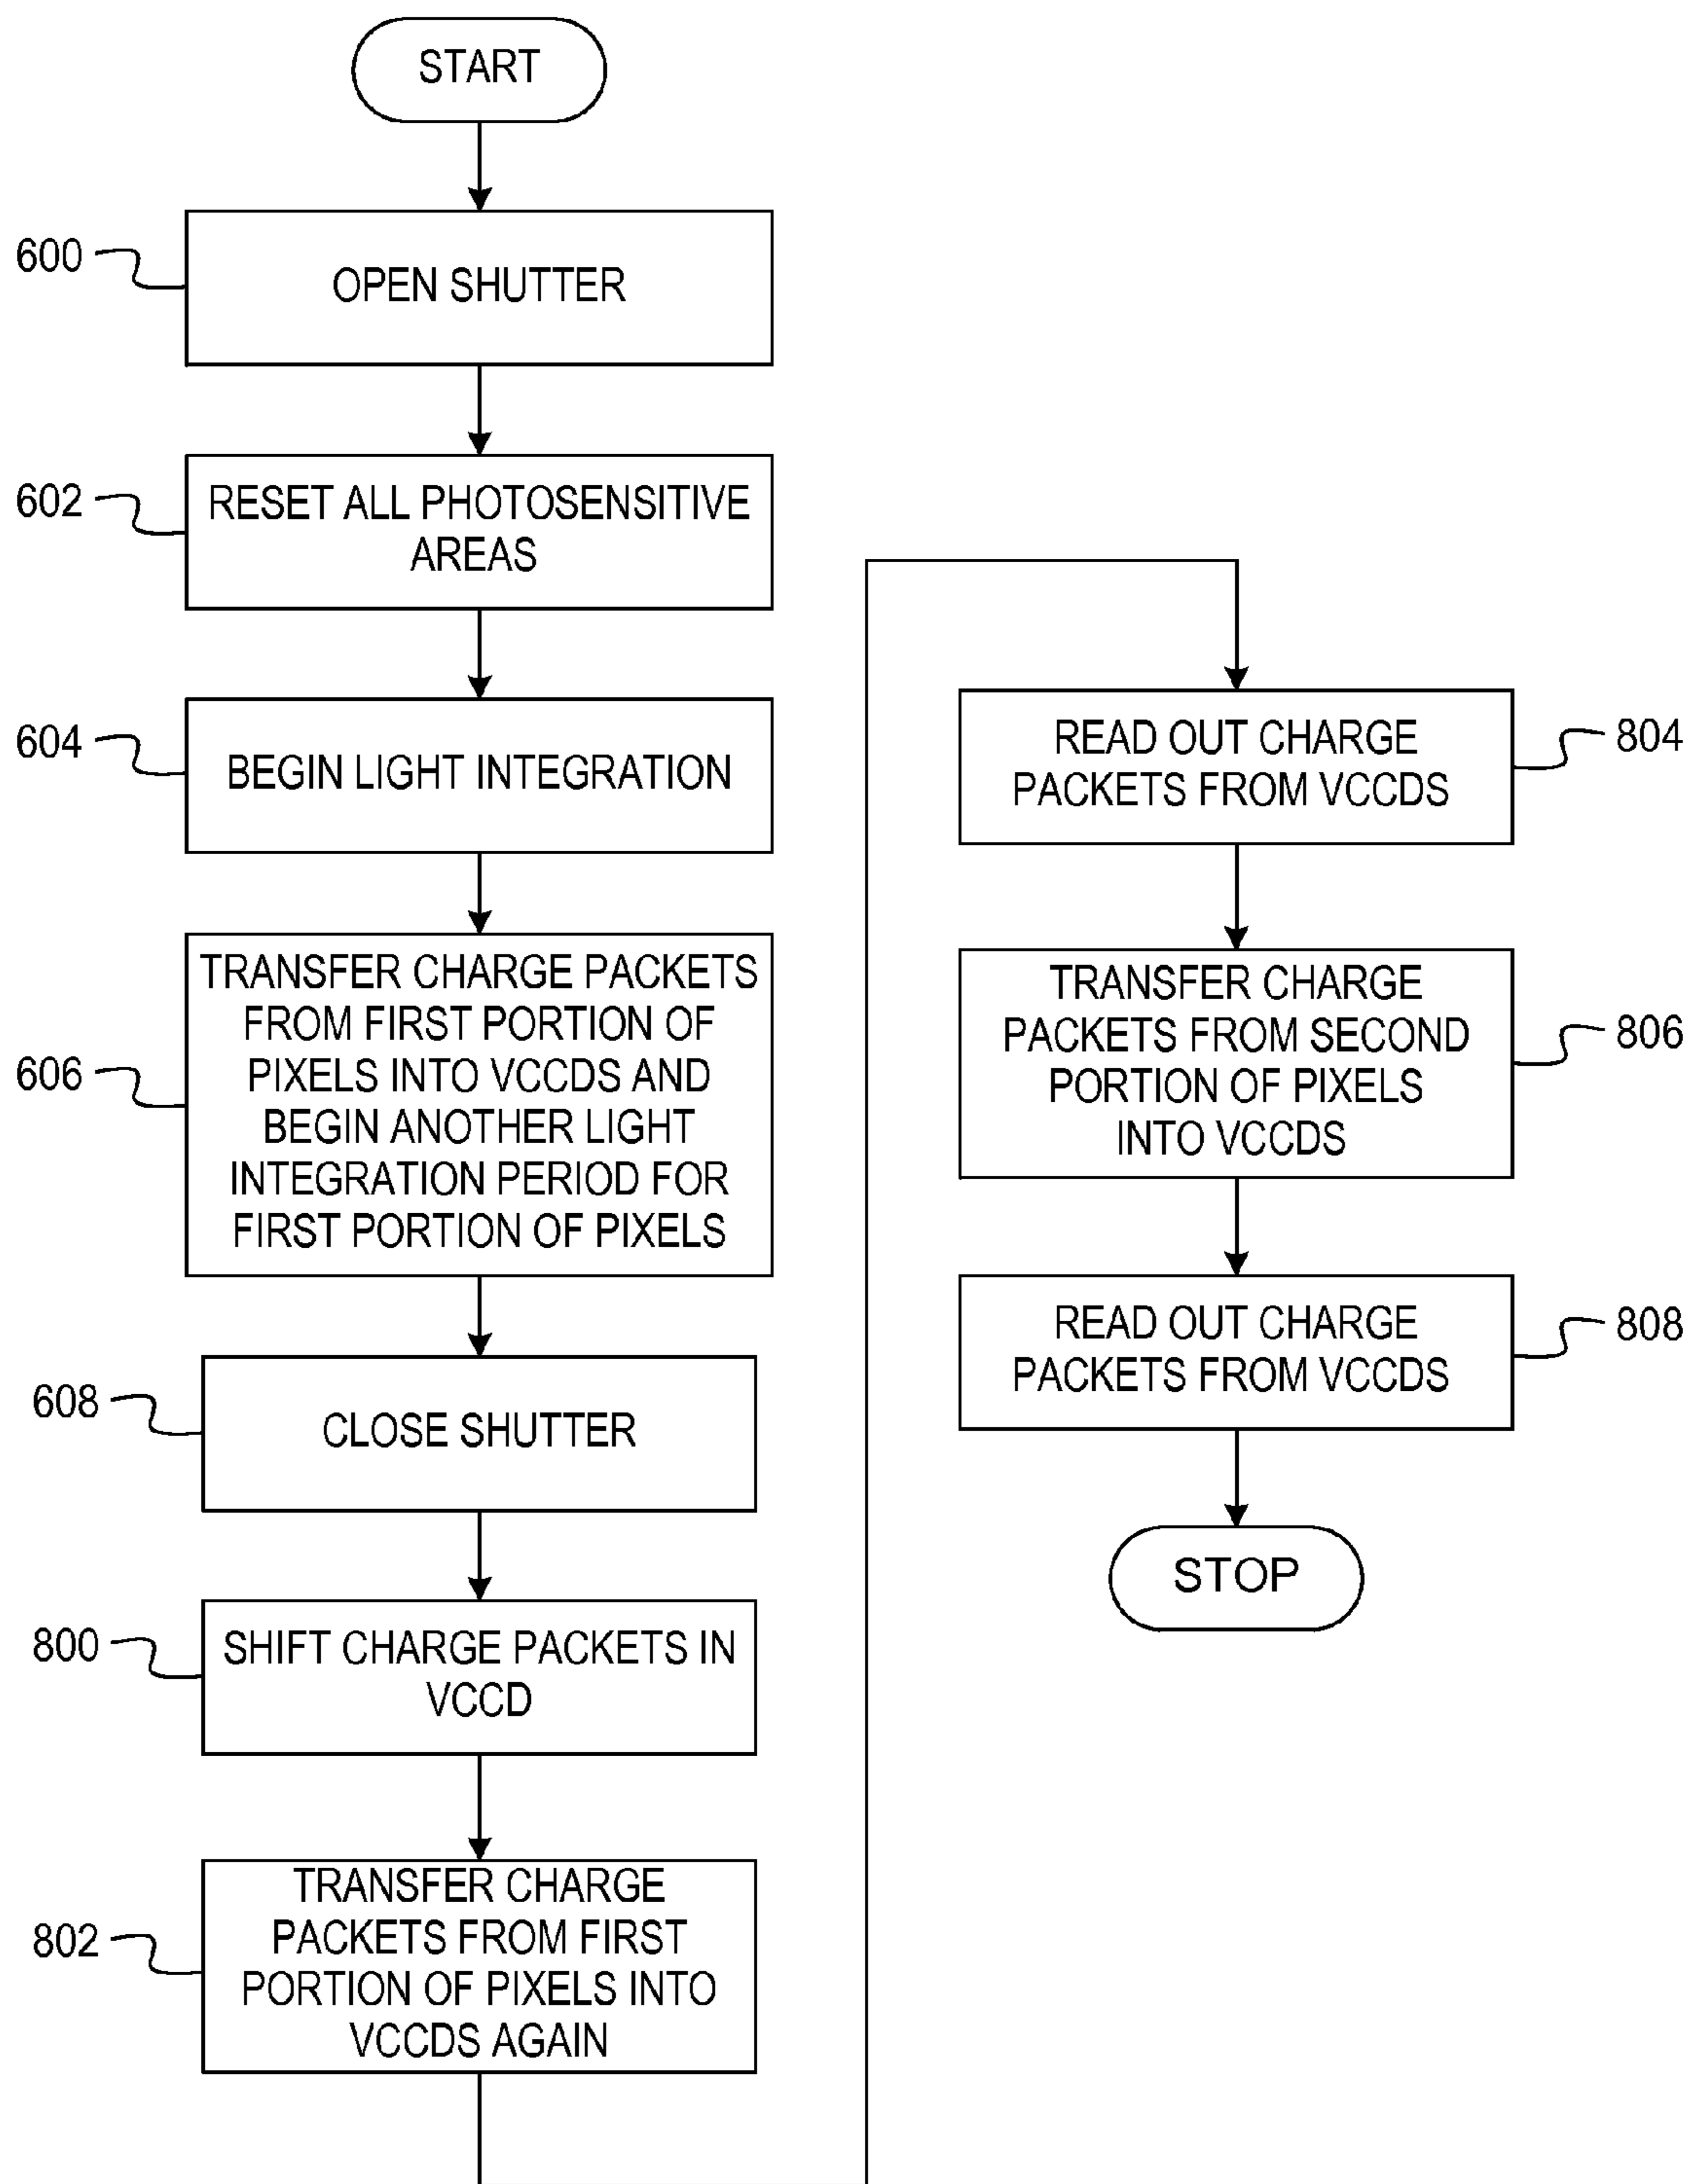 START
600
OPEN SHUTTER
602
RESET ALL PHOTOSENSITIVE
AREAS
604
BEGIN LIGHT INTEGRATION
606
TRANSFER CHARGE PACKETS
FROM FIRST PORTION OF
PIXELS INTO VCCDS AND
BEGIN ANOTHER LIGHT
INTEGRATION PERIOD FOR
FIRST PORTION OF PIXELS
608
CLOSE SHUTTER
800
SHIFT CHARGE PACKETS IN
VCCD
802
TRANSFER CHARGE
PACKETS FROM FIRST
PORTION OF PIXELS INTO
VCCDS AGAIN
READ OUT CHARGE
PACKETS FROM VCCDS
804
TRANSFER CHARGE
PACKETS FROM SECOND
PORTION OF PIXELS
INTO VCCDS
806
READ OUT CHARGE
PACKETS FROM VCCDS
808
STOP